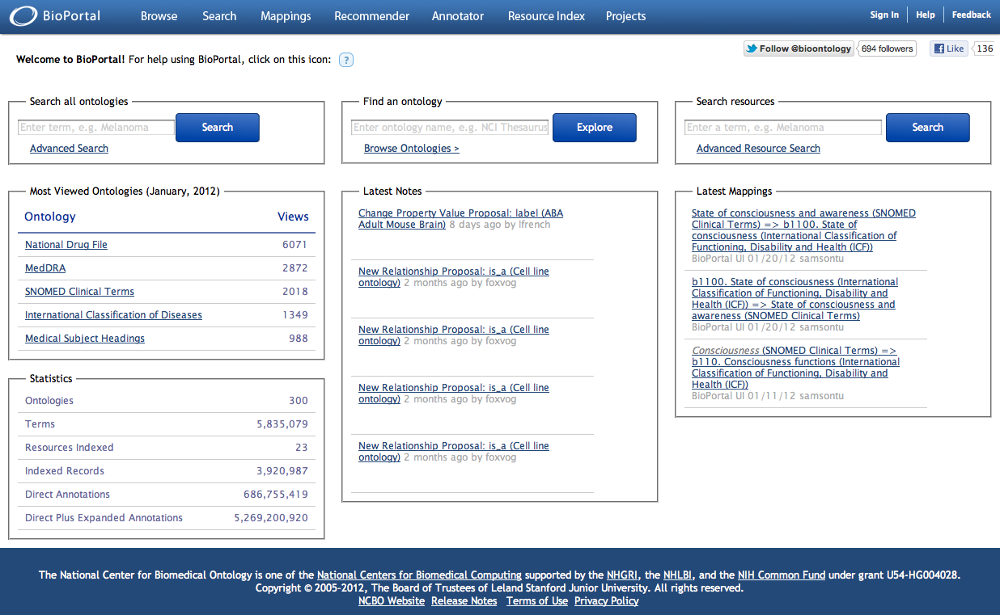 BioPortal
Browse Search Mappings Recommender Annotator Resource Index Projects
Sign In Help Feedback
Follow @bioontology 694 followers Like 136
Welcome to BioPortal! For help using BioPortal, click on this icon: ?
Search all ontologies
Enter term, e.g. Melanoma Search
Advanced Search
Find an ontology
Enter ontology name, e.g. NCI Thesaurus Explore
Browse Ontologies >
Search resources
Enter a term, e.g. Melanoma Search
Advanced Resource Search
Most Viewed Ontologies (January, 2012)
Ontology Views
National Drug File 6071
MedDRA 2872
SNOMED Clinical Terms 2018
International Classification of Diseases 1349
Medical Subject Headings 988
Statistics
Ontologies 300
Terms 5,835,079
Resources Indexed 23
Indexed Records 3,920,987
Direct Annotations 686,755,419
Direct Plus Expanded Annotations 5,269,200,920
Latest Notes
Change Property Value Proposal: label (ABA
Adult Mouse Brain) 8 days ago by lfrench
New Relationship Proposal: is_a (Cell line
ontology) 2 months ago by foxvog
New Relationship Proposal: is_a (Cell line
ontology) 2 months ago by foxvog
New Relationship Proposal: is_a (Cell line
ontology) 2 months ago by foxvog
New Relationship Proposal: is_a (Cell line
ontology) 2 months ago by foxvog
Latest Mappings
State of consciousness and awareness (SNOMED
Clinical Terms) => b1100. State of
consciousness (International Classification of
Functioning, Disability and Health (ICF))
BioPortal UI 01/20/12 samsontu
b1100. State of consciousness (International
Classification of Functioning, Disability and
Health (ICF)) => State of consciousness and
awareness (SNOMED Clinical Terms)
BioPortal UI 01/20/12 samsontu
Consciousness (SNOMED Clinical Terms) =>
b110. Consciousness functions (International
Classification of Functioning, Disability and
Health (ICF))
BioPortal UI 01/11/12 samsontu
The National Center for Biomedical Ontology is one of the National Centers for Biomedical Computing supported by the NHGRI, the NHLBI, and the NIH Common Fund under grant U54-HG004028.
Copyright © 2005-2012, The Board of Trustees of Leland Stanford Junior University. All rights reserved.
NCBO Website Release Notes Terms of Use Privacy Policy